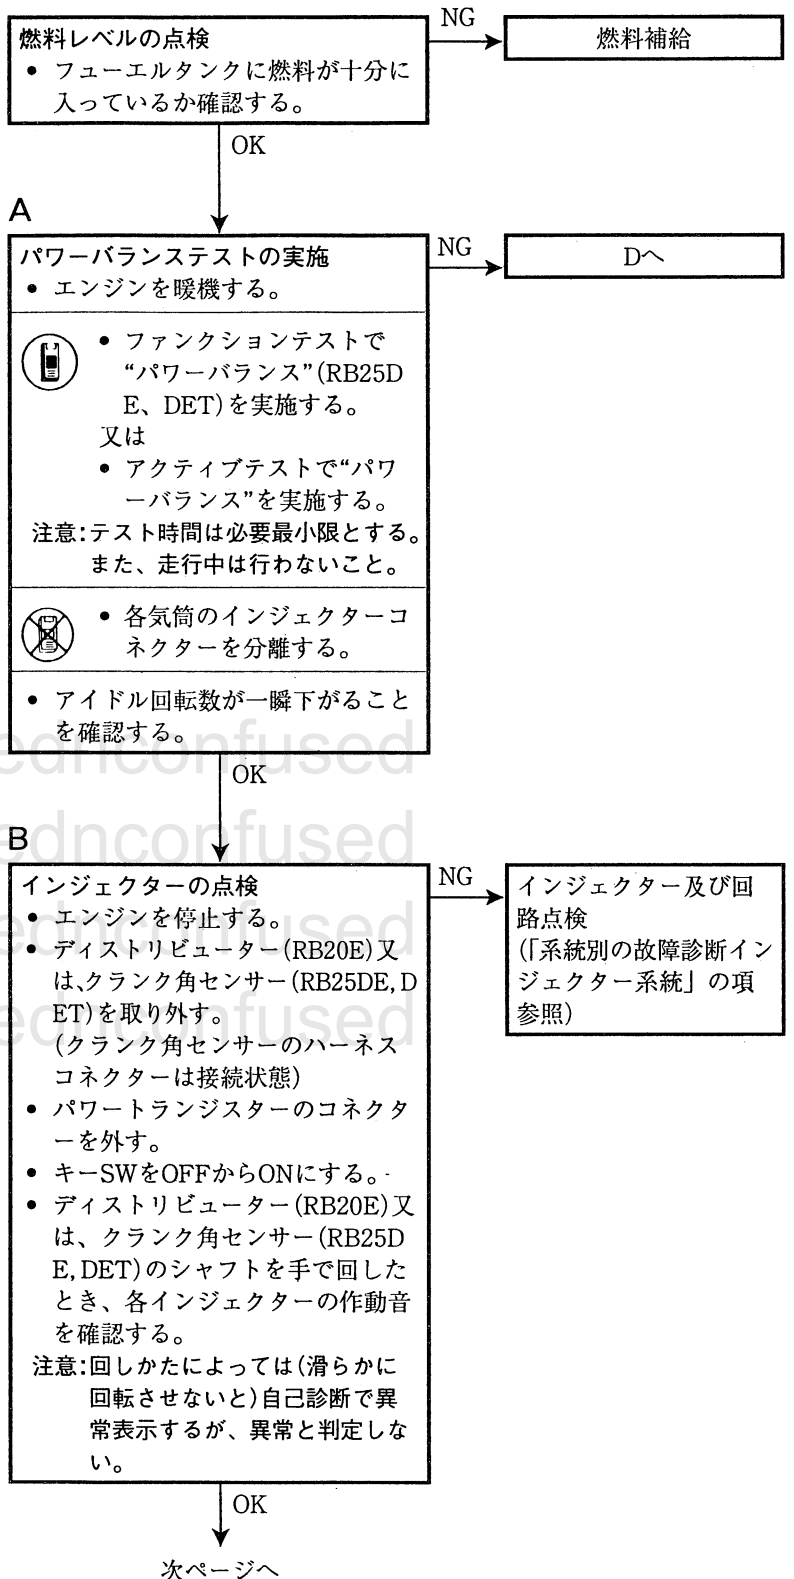 燃料レベルの点検
● フューエルタンクに燃料が十分に
入っているか確認する。
NG
燃料補給
OK
A
パワーバランステストの実施
● エンジンを暖機する。
NG
Dへ
● ファンクションテストで
“パワーバランス”(RB25D
E、DET)を実施する。
又は
● アクティブテストで“パワ
ーバランス”を実施する。
注意:テスト時間は必要最小限とする。
また、走行中は行わないこと。
● 各気筒のインジェクターコ
ネクターを分離する。
● アイドル回転数が一瞬下がること
を確認する。
ednconfused
OK
ednconfused
B
インジェクターの点検
● エンジンを停止する。
● ディストリビューター(RB20E)又
は､クランク角センサー(RB25DE,D
ET)を取り外す。
(クランク角センサーのハーネス
コネクターは接続状態)
● パワートランジスターのコネクタ
ーを外す。
● キーSWをOFFからONにする。
● ディストリビューター(RB20E)又
は、クランク角センサー(RB25D
E,DET)のシャフトを手で回した
とき、各インジェクターの作動音
を確認する。
注意:回しかたによっては(滑らかに
回転させないと)自己診断で異
常表示するが、異常と判定しな
い。
NG
インジェクター及び回
路点検
(「系統別の故障診断イン
ジェクター系統」の項
参照)
ednconfused
ednconfused
OK
次ページへ